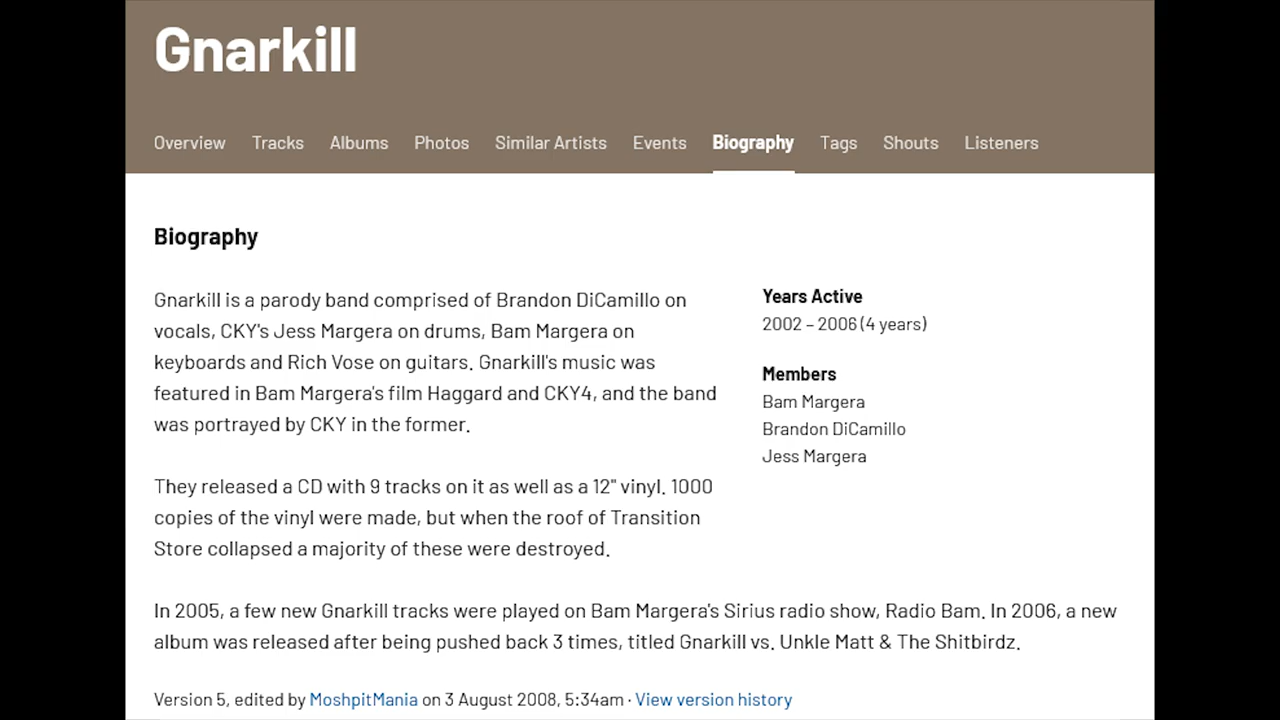 Gnarkill
Overview Tracks Albums Photos Similar Artists Events Biography Tags Shouts Listeners
Biography
Gnarkill is a parody band comprised of Brandon DiCamillo on
vocals, CKY's Jess Margera on drums, Bam Margera on
keyboards and Rich Vose on guitars. Gnarkill's music was
featured in Bam Margera's film Haggard and CKY4, and the band
was portrayed by CKY in the former.
They released a CD with 9 tracks on it as well as a 12" vinyl. 1000
copies of the vinyl were made, but when the roof of Transition
Store collapsed a majority of these were destroyed.
Years Active
2002 – 2006 (4 years)
Members
Bam Margera
Brandon DiCamillo
Jess Margera
In 2005, a few new Gnarkill tracks were played on Bam Margera's Sirius radio show, Radio Bam. In 2006, a new
album was released after being pushed back 3 times, titled Gnarkill vs. Unkle Matt & The Shitbirdz.
Version 5, edited by MoshpitMania on 3 August 2008, 5:34am · View version history